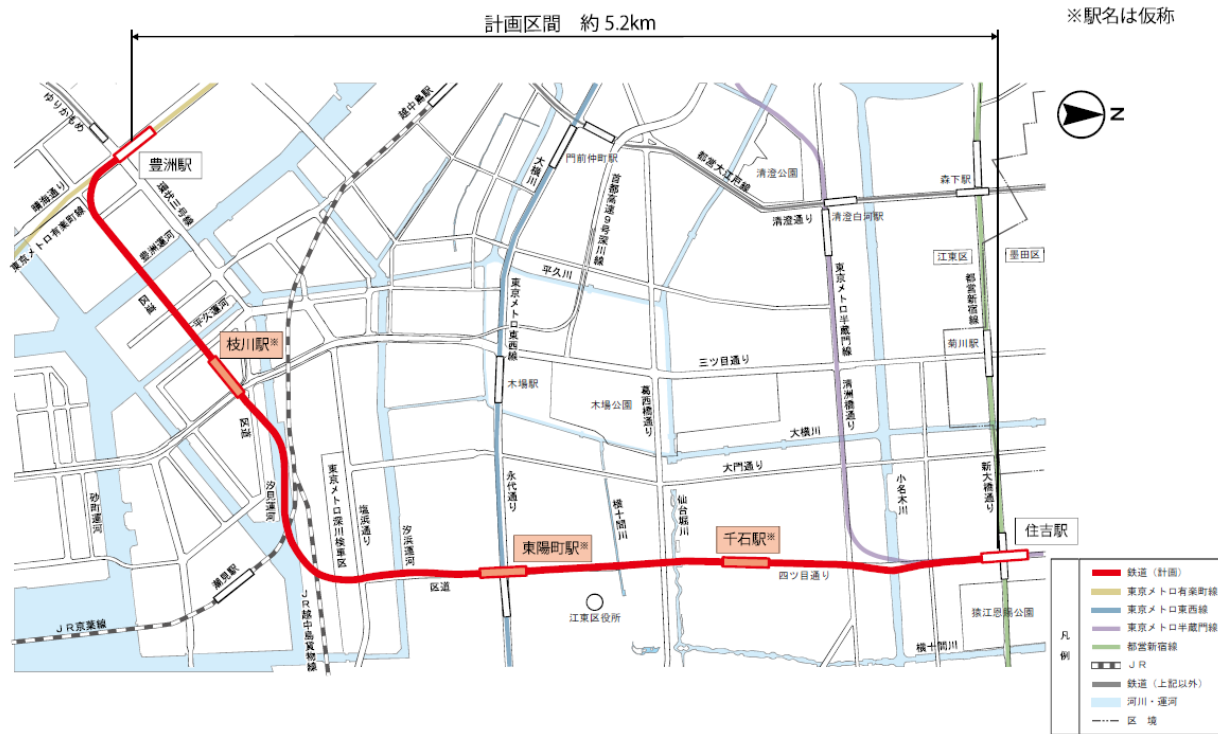 ※駅名は仮称
計画区間 約5.2km
N
ゆりかもめ
豊洲駅
晴海通り
東京メトロ有楽町線
環状三号線
豊洲運河
区道
平久運河
枝川駅※
区道
砂町運河
汐見運河
潮見駅
JR京葉線
JR越中島貨物線
東京メトロ深川検車区
塩浜通り
汐浜運河
区道
越中島駅
大横川
門前仲町駅
首都高速9号深川線
都営大江戸線
清澄公園
清澄通り
清澄白河駅
森下駅
江東区
墨田区
都営新宿線
菊川駅
平久川
東京メトロ東西線
木場駅
木場公園
葛西橋通り
三ツ目通り
東京メトロ半蔵門線
清洲橋通り
大横川
大門通り
小名木川
新大橋通り
永代通り
横十間川
仙台堀川
東陽町駅※
千石駅※
四ツ目通り
住吉駅
江東区役所
猿江恩賜公園
横十間川
凡例
鉄道(計画)
東京メトロ有楽町線
東京メトロ東西線
東京メトロ半蔵門線
都営新宿線
JR
鉄道(上記以外)
河川・運河
区 境